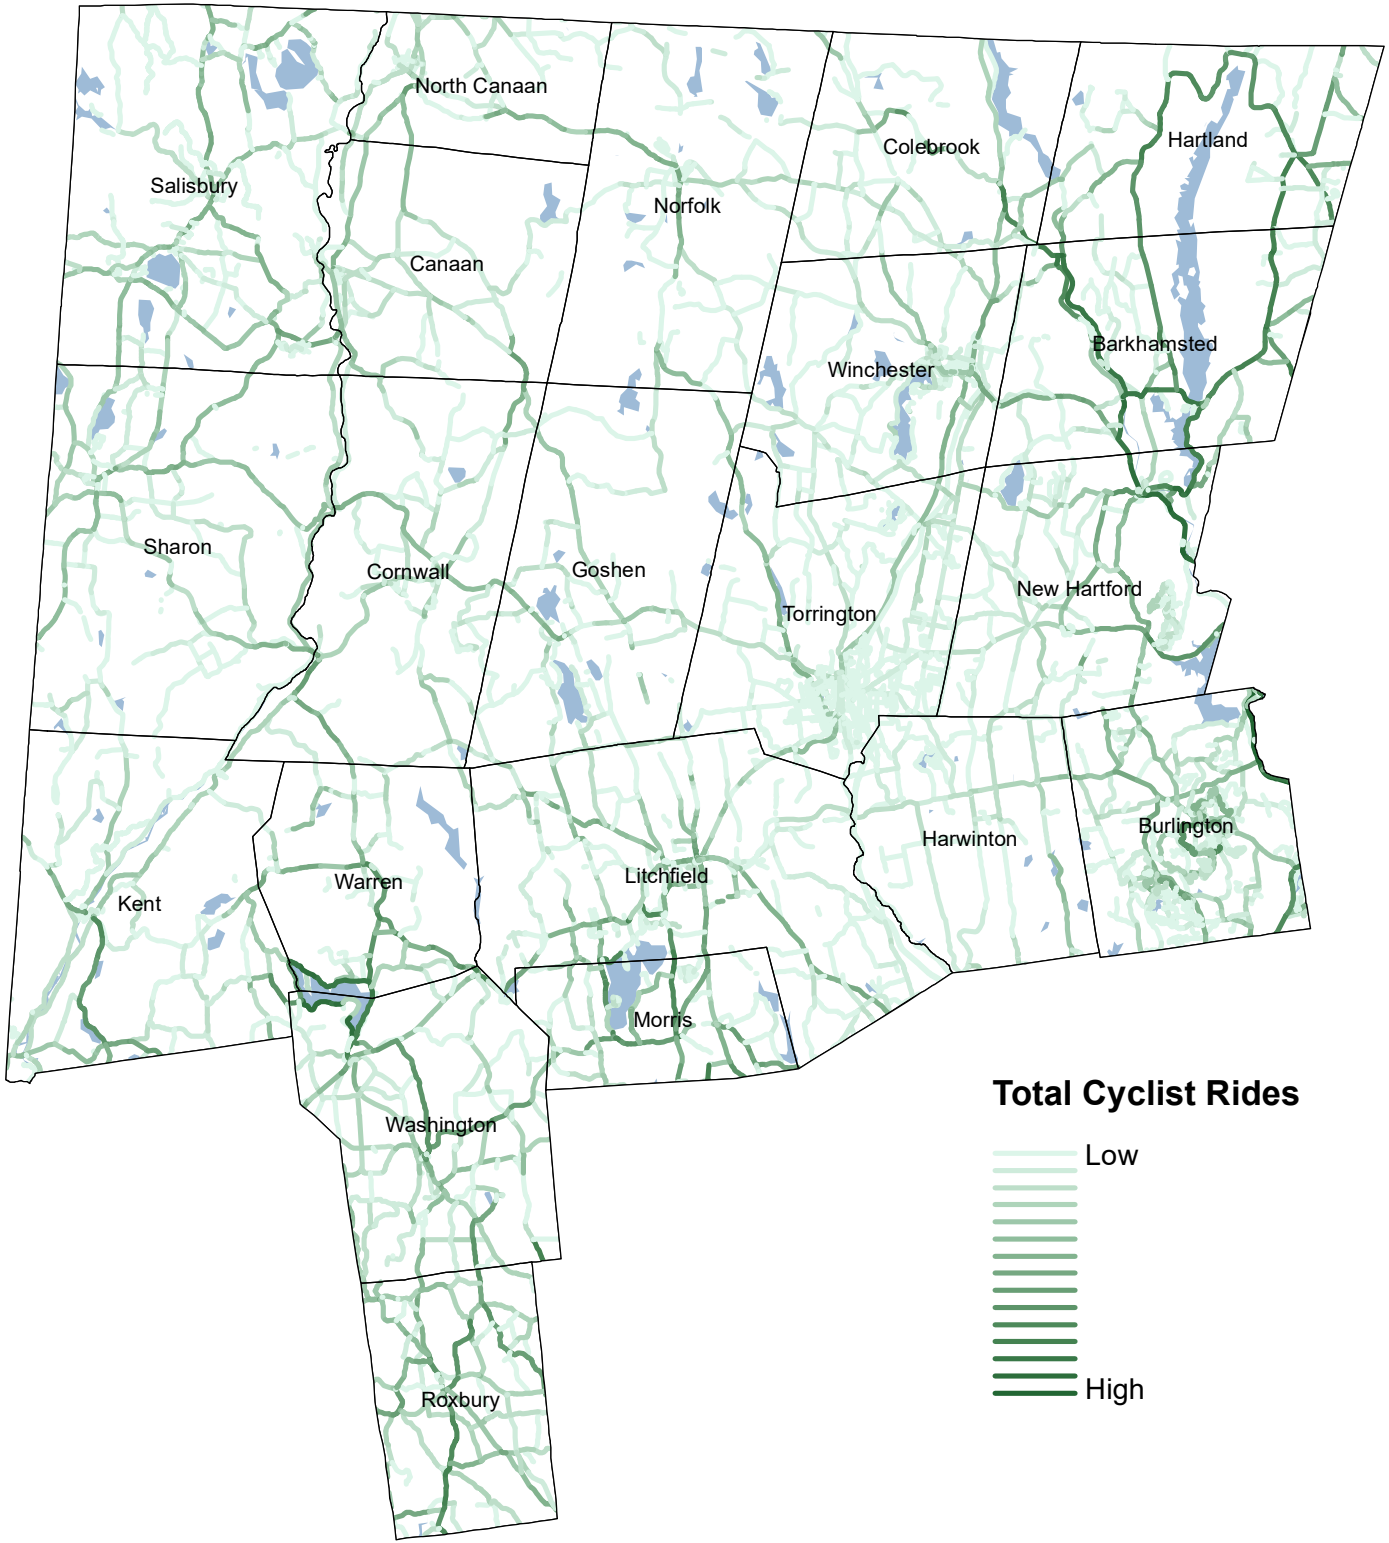 North Canaan
Hartland
Colebrook
Salisbury
Norfolk
Canaan
Barkhamsted
Winchester
Sharon
Cornwall
Goshen
New Hartford
Torrington
Burlington
Harwinton
Litchfield
Warren
Kent
Morris
Washington
Roxbury
Total Cyclist Rides
Low
High